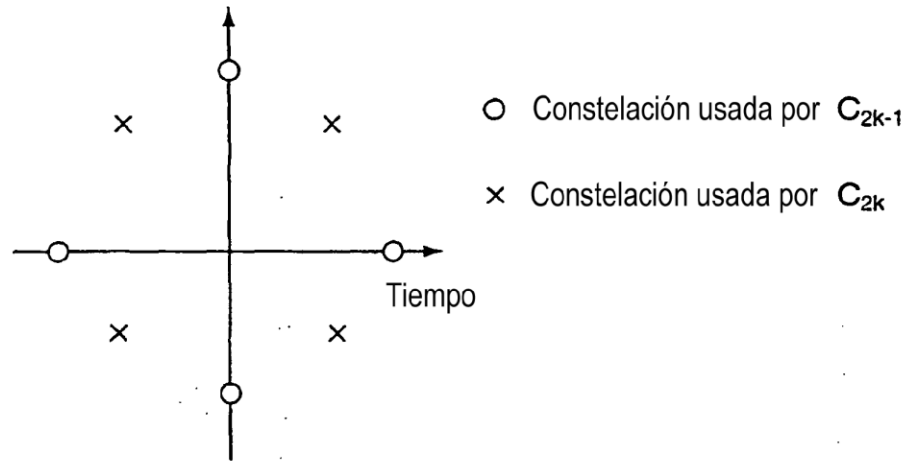 Constelación usada por C2k-1
Constelación usada por C2k
Tiempo